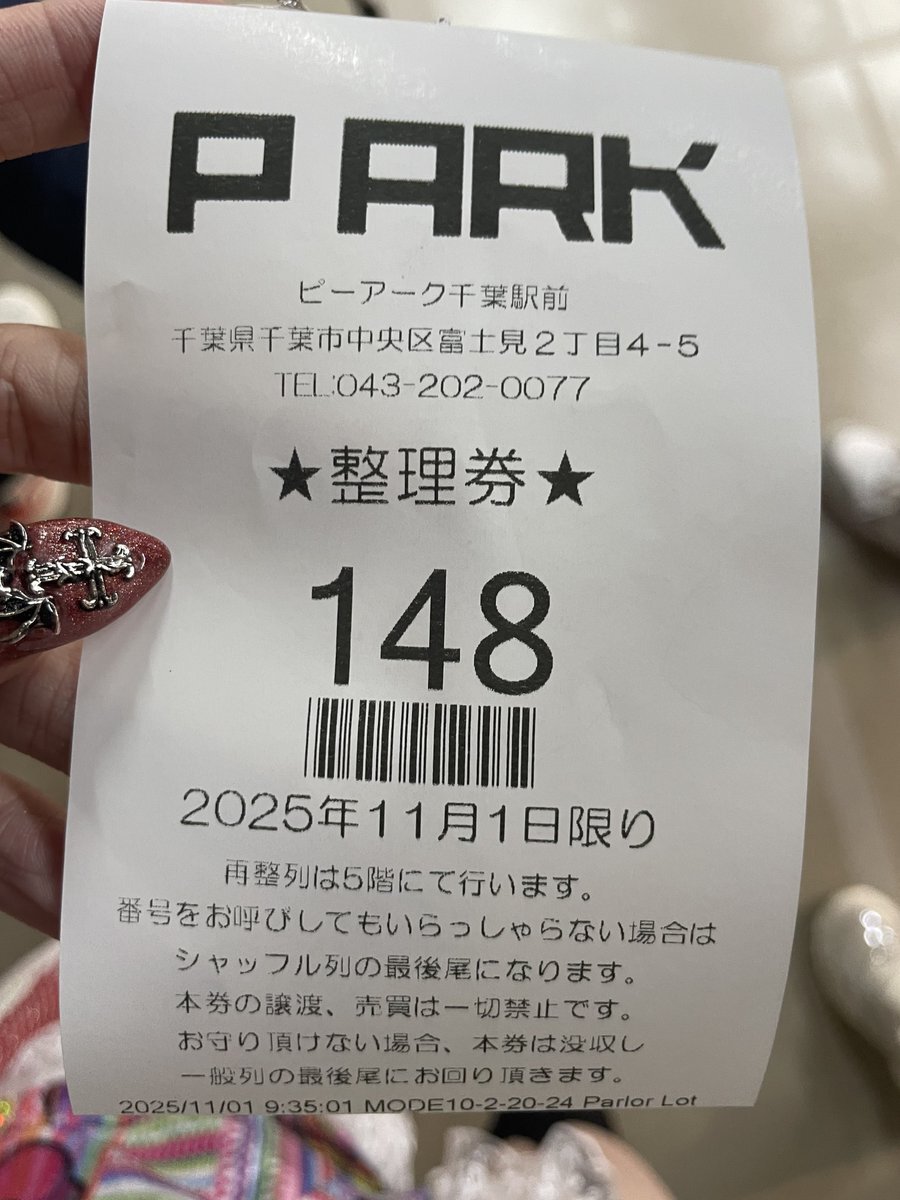 P ARK
ピーアーク千葉駅前
千葉県千葉市中央区富士見2丁目4-5
TEL:043-202-0077
★整理券★
148
2025年11月1日限り
再整列は5階にて行います。
番号をお呼びしてもいらっしゃらない場合は
シャッフル列の最後尾になります。
本券の譲渡、売買は一切禁止です。
お守り頂けない場合、本券は没収し
一般列の最後尾にお回り頂きます。
2025/11/01 9:35:01 MODE10-2-20-24 Parlor Lot